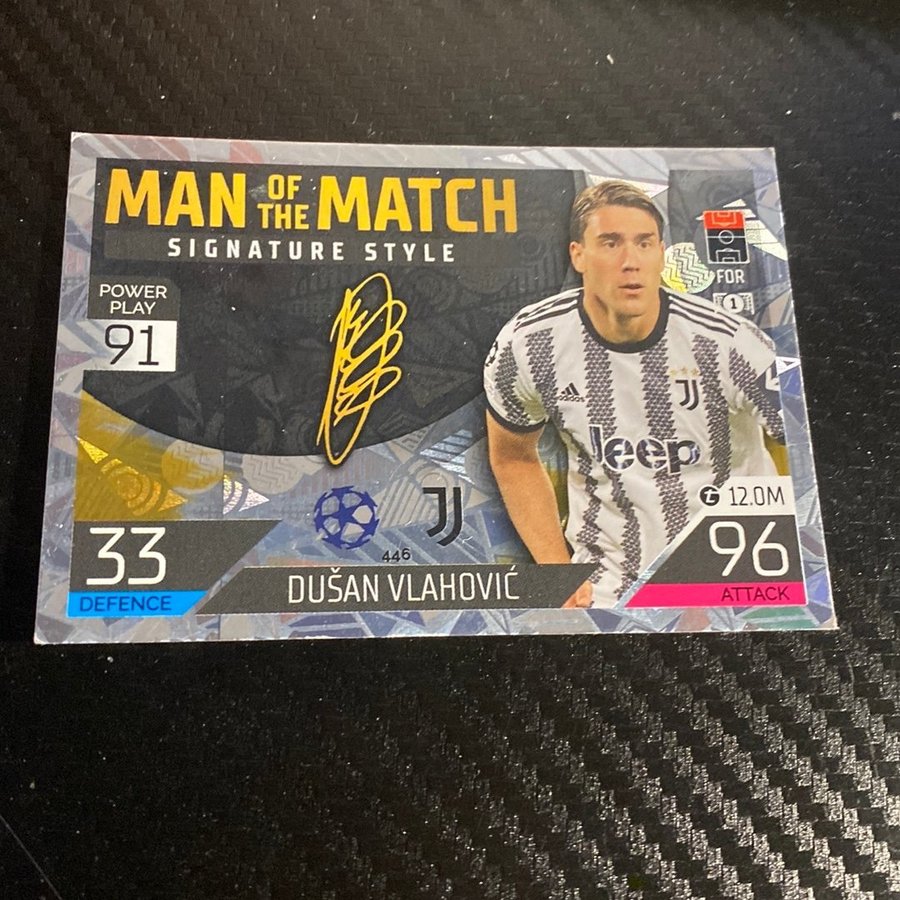 MAN OF THE MATCH
SIGNATURE STYLE
POWER
PLAY
91
FOR
1
adidas
Jeep
12.0M
33
DEFENCE
446
DUŠAN VLAHOVIĆ
96
ATTACK